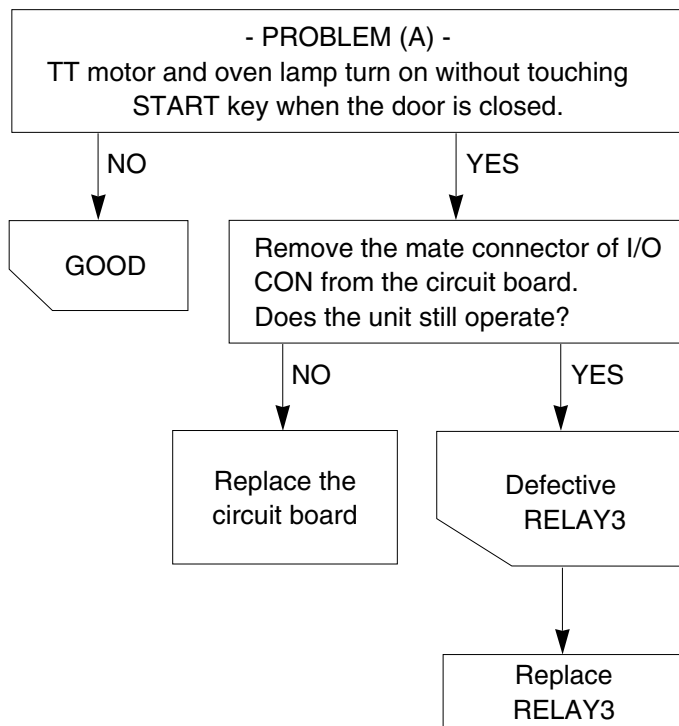 - PROBLEM (A) -
TT motor and oven lamp turn on without touching
START key when the door is closed.
NO
YES
GOOD
Remove the mate connector of I/O
CON from the circuit board.
Does the unit still operate?
NO
YES
Replace the
circuit board
Defective
RELAY3
Replace
RELAY3